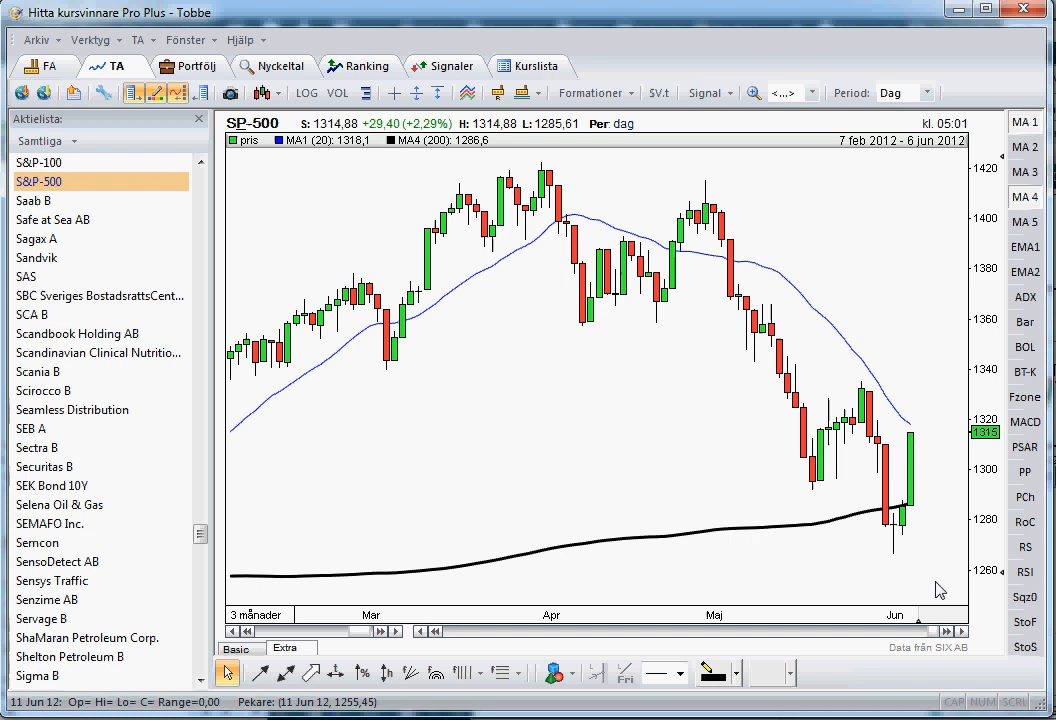 Hitta kursvinnare Pro Plus - Tobbe
Arkiv Verktyg TA Fönster Hjälp
FA TA Portfölj Nyckeltal Ranking Signaler Kurslista
LOG VOL Formationer SV.t Signal <...> Period: Dag
Aktielista:
Samtliga
S&P-100
S&P-500
Saab B
Safe at Sea AB
Sagax A
Sandvik
SAS
SBC Sveriges BostadsrattsCent...
SCA B
Scandbook Holding AB
Scandinavian Clinical Nutritio...
Scania B
Scirocco B
Seamless Distribution
SEB A
Sectra B
Securitas B
SEK Bond 10Y
Selena Oil & Gas
SEMAFO Inc.
Semcon
SensoDetect AB
Sensys Traffic
Senzime AB
Servage B
ShaMaran Petroleum Corp.
Shelton Petroleum B
Sigma B
SP-500 S: 1314,88 +29,40 (+2,29%) H: 1314,88 L: 1285,61 Per: dag kl. 05:01
pris MA1 (20): 1318,1 MA4 (200): 1286,6 7 feb 2012 - 6 jun 2012
1420
1400
1380
1360
1340
1320
1315
1300
1280
1260
3 månader Mar Apr Maj Jun
Basic Extra Data från SIX AB
% h Fri
MA 1
MA 2
MA 3
MA 4
MA 5
EMA1
EMA2
ADX
Bar
BOL
BT-K
Fzone
MACD
PSAR
PP
PCh
RoC
RS
RSI
Sqz0
StoF
StoS
11 Jun 12: Op= Hi= Lo= C= Range=0,00 Pekare: (11 Jun 12, 1255,45) CAP NUM SCRL